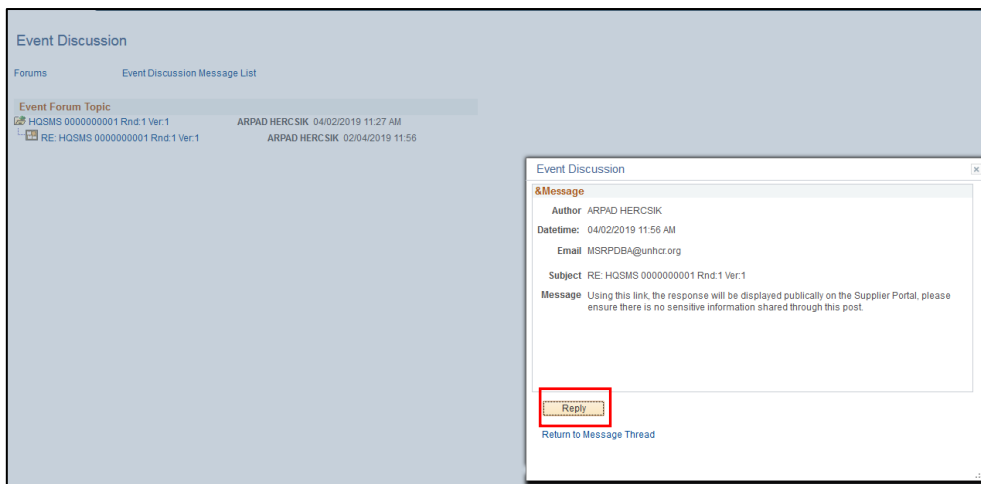 Event Discussion
Forums Event Discussion Message List
Event Forum Topic
HQSMS 0000000001 Rnd:1 Ver:1 ARPAD HERCSIK 04/02/2019 11:27 AM
RE: HQSMS 0000000001 Rnd:1 Ver:1 ARPAD HERCSIK 02/04/2019 11:56
Event Discussion
&Message
Author ARPAD HERCSIK
Datetime: 04/02/2019 11:56 AM
Email MSRPDBA@unhcr.org
Subject RE: HQSMS 0000000001 Rnd:1 Ver:1
Message Using this link, the response will be displayed publically on the Supplier Portal, please
ensure there is no sensitive information shared through this post.
Reply
Return to Message Thread